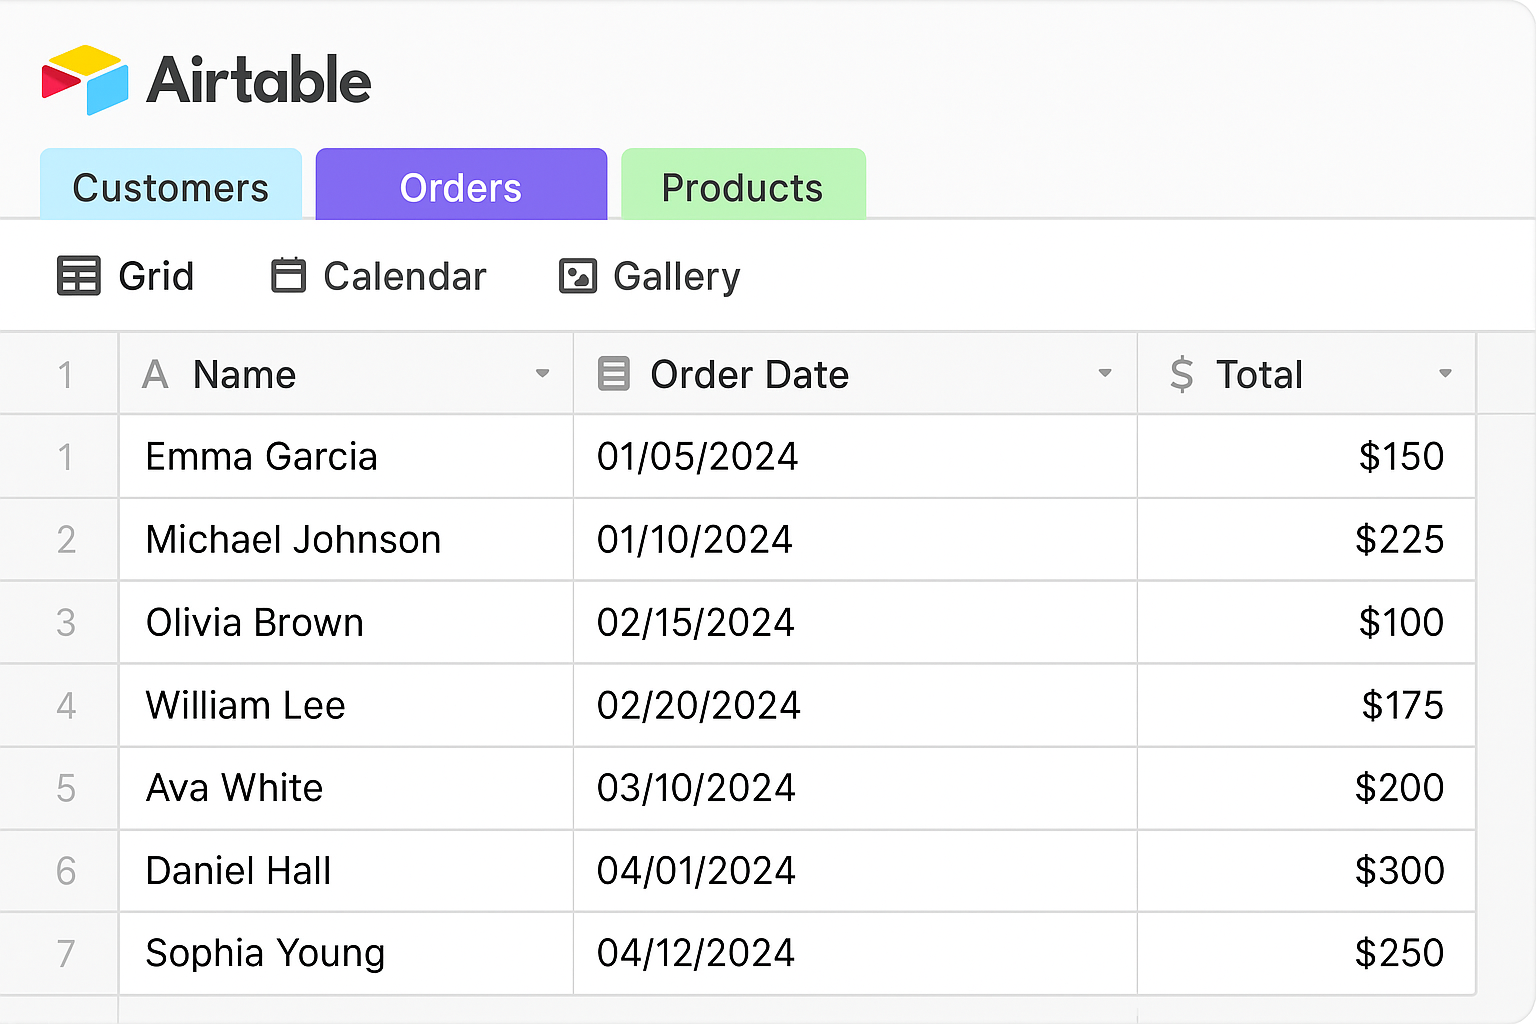 Airtable
Customers Orders Products
Grid Calendar Gallery
1 A Name Order Date $ Total
1 Emma Garcia 01/05/2024 $150
2 Michael Johnson 01/10/2024 $225
3 Olivia Brown 02/15/2024 $100
4 William Lee 02/20/2024 $175
5 Ava White 03/10/2024 $200
6 Daniel Hall 04/01/2024 $300
7 Sophia Young 04/12/2024 $250